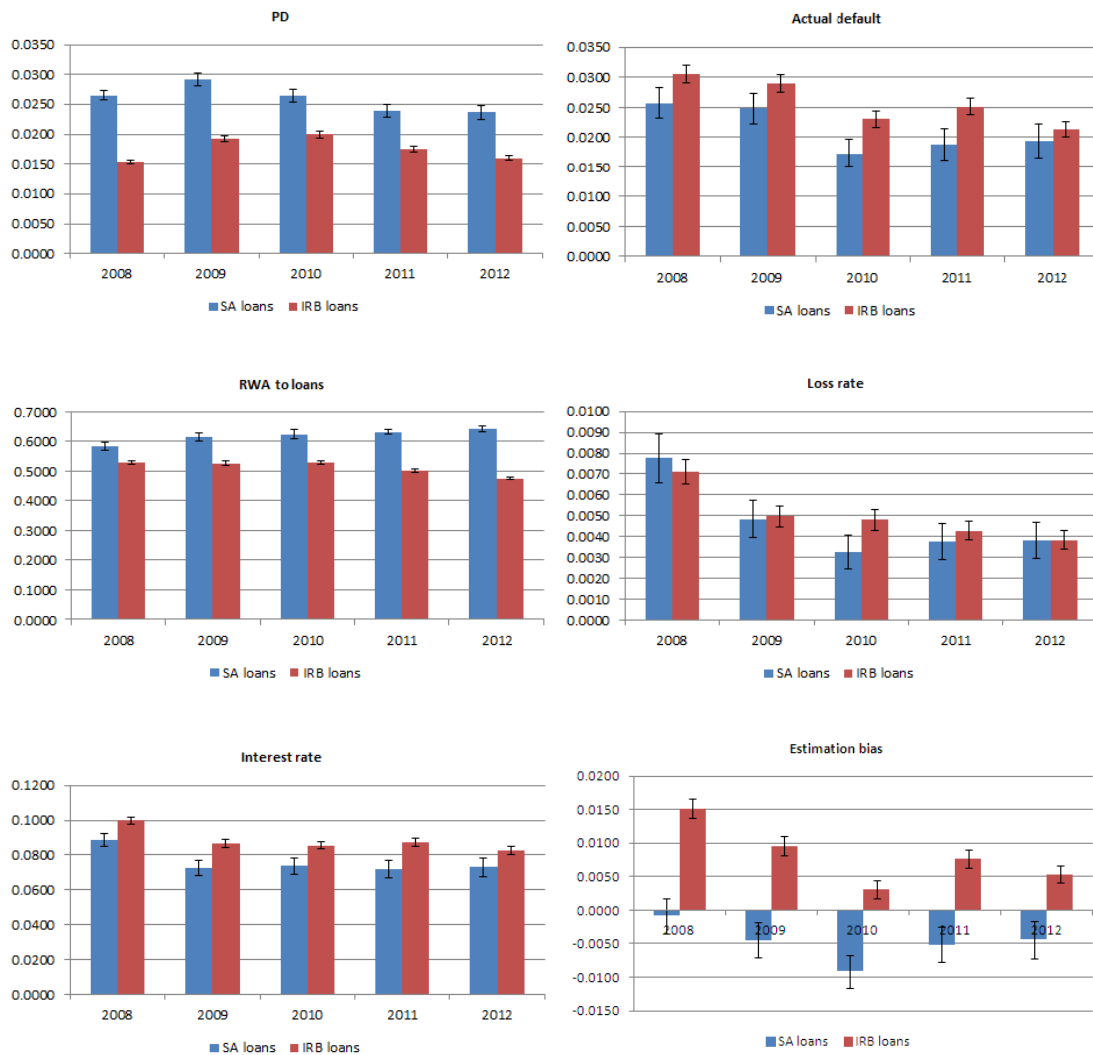 PD
0.0350
0.0300
0.0250
0.0200
0.0150
0.0100
0.0050
0.0000
2008 2009 2010 2011 2012
SA loans IRB loans
Actual default
0.0350
0.0300
0.0250
0.0200
0.0150
0.0100
0.0050
0.0000
2008 2009 2010 2011 2012
SA loans IRB loans
RWA to loans
0.7000
0.6000
0.5000
0.4000
0.3000
0.2000
0.1000
0.0000
2008 2009 2010 2011 2012
SA loans IRB loans
Loss rate
0.0100
0.0090
0.0080
0.0070
0.0060
0.0050
0.0040
0.0030
0.0020
0.0010
0.0000
2008 2009 2010 2011 2012
SA loans IRB loans
Interest rate
0.1200
0.1000
0.0800
0.0600
0.0400
0.0200
0.0000
2008 2009 2010 2011 2012
SA loans IRB loans
Estimation bias
0.0200
0.0150
0.0100
0.0050
0.0000
-0.0050
-0.0100
-0.0150
2008 2009 2010 2011 2012
SA loans IRB loans